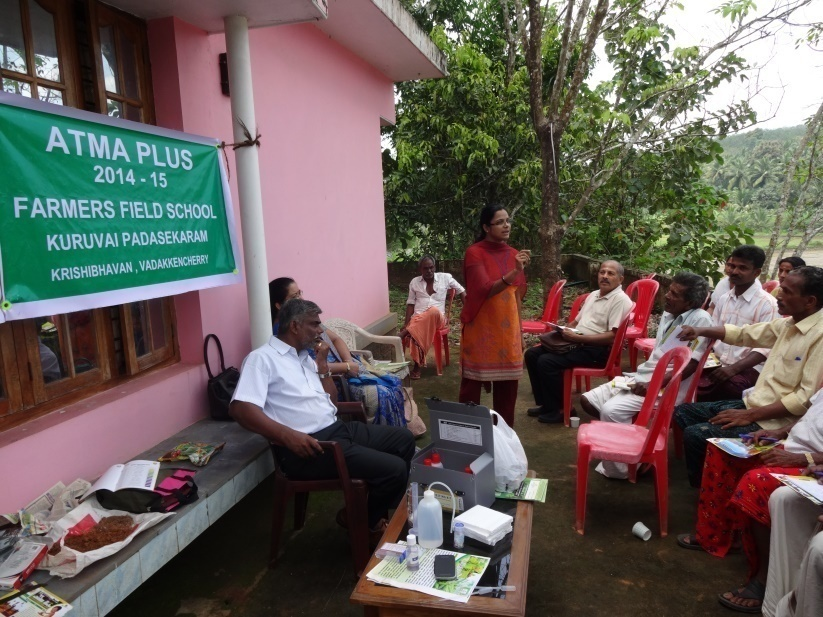 ATMA PLUS
2014 - 15
FARMERS FIELD SCHOOL
KURUVAI PADASEKARAM
KRISHIBHAVAN , VADAKKENCHERRY